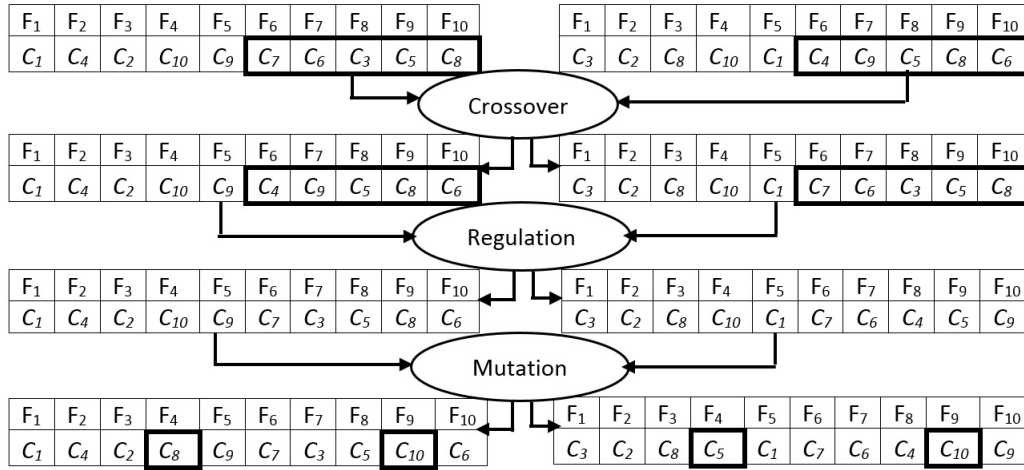 F1 F2 F3 F4 F5 F6 F7 F8 F9 F10 F1 F2 F3 F4 F5 F6 F7 F8 F9 F10
C1 C4 C2 C10 C9 C7 C6 C3 C5 C8 C3 C2 C8 C10 C1 C4 C9 C5 C8 C6
Crossover
F1 F2 F3 F4 F5 F6 F7 F8 F9 F10 F1 F2 F3 F4 F5 F6 F7 F8 F9 F10
C1 C4 C2 C10 C9 C4 C9 C5 C8 C6 C3 C2 C8 C10 C1 C7 C6 C3 C5 C8
Regulation
F1 F2 F3 F4 F5 F6 F7 F8 F9 F10 F1 F2 F3 F4 F5 F6 F7 F8 F9 F10
C1 C4 C2 C10 C9 C7 C3 C5 C8 C6 C3 C2 C8 C10 C1 C7 C6 C4 C5 C9
Mutation
F1 F2 F3 F4 F5 F6 F7 F8 F9 F10 F1 F2 F3 F4 F5 F6 F7 F8 F9 F10
C1 C4 C2 C8 C9 C7 C3 C5 C10 C6 C3 C2 C8 C5 C1 C7 C6 C4 C10 C9